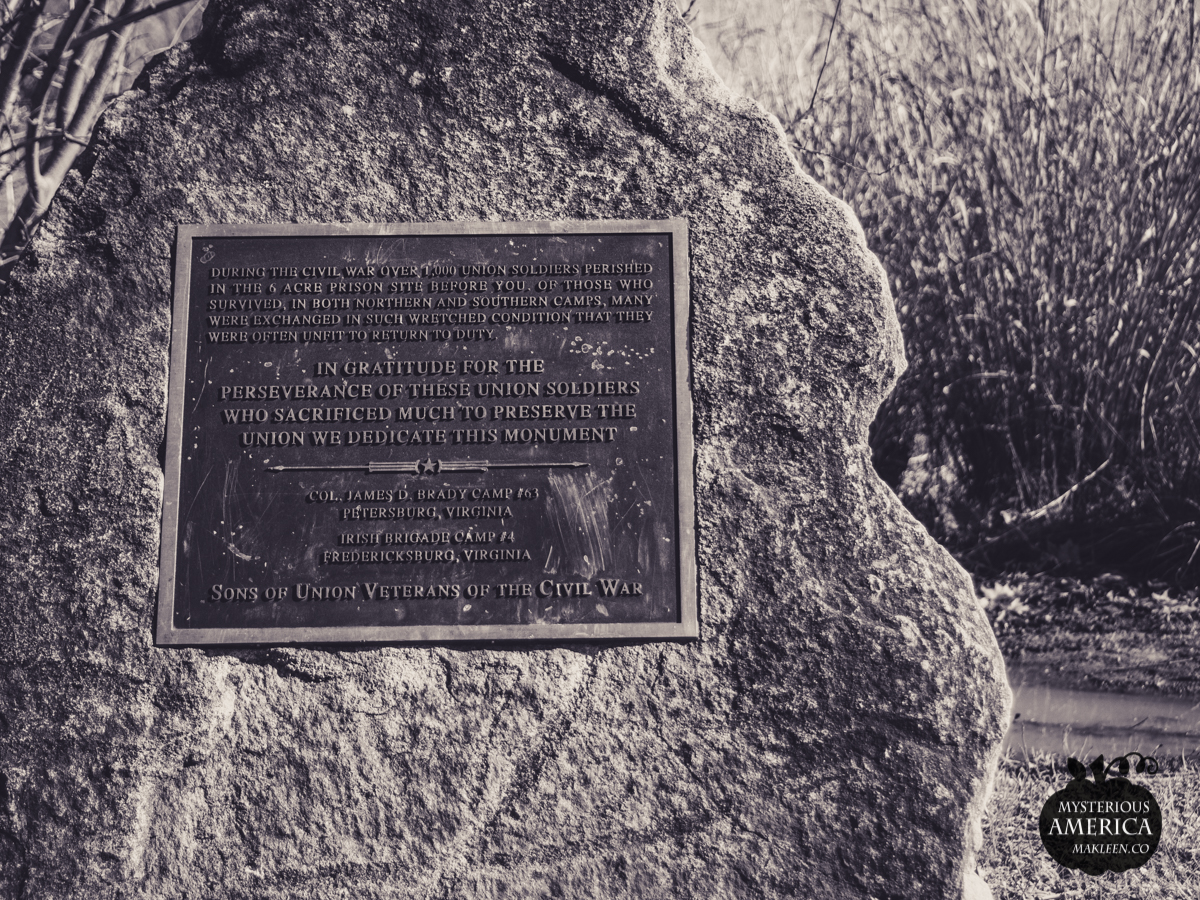 DURING THE CIVIL WAR OVER 1,000 UNION SOLDIERS PERISHED
IN THE 6 ACRE PRISON SITE BEFORE YOU. OF THOSE WHO
SURVIVED, IN BOTH NORTHERN AND SOUTHERN CAMPS, MANY
WERE EXCHANGED IN SUCH WRETCHED CONDITION THAT THEY
WERE OFTEN UNFIT TO RETURN TO DUTY.
IN GRATITUDE FOR THE
PERSEVERANCE OF THESE UNION SOLDIERS
WHO SACRIFICED MUCH TO PRESERVE THE
UNION WE DEDICATE THIS MONUMENT
COL. JAMES D. BRADY CAMP #63
PETERSBURG, VIRGINIA
IRISH BRIGADE CAMP #4
FREDERICKSBURG, VIRGINIA
SONS OF UNION VETERANS OF THE CIVIL WAR
MYSTERIOUS
AMERICA
MAKLEEN.CO